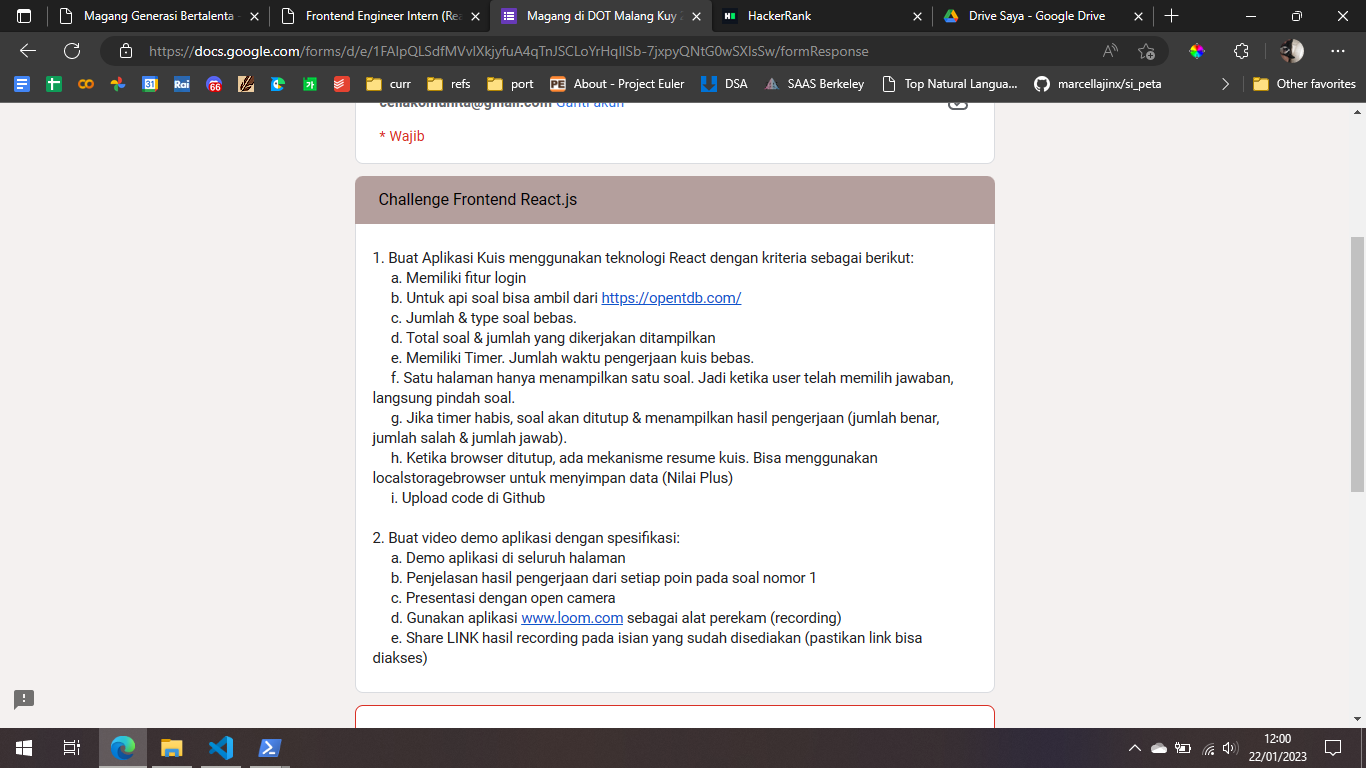 Magang Generasi Bertalenta -
Frontend Engineer Intern (Rea
Magang di DOT Malang Kuy 2
HackerRank
Drive Saya - Google Drive
https://docs.google.com/forms/d/e/1FAIpQLSdfMVvIXkjyfuA4qTnJSCLoYrHqIlSb-7jxpyQNtG0wSXIsSw/formResponse
31
Rai
66
curr
refs
port
PE
About - Project Euler
DSA
SAAS Berkeley
Top Natural Langua...
marcellajinx/si_peta
Other favorites
celiakomunita@gmail.com Ganti akun
* Wajib
Challenge Frontend React.js
1. Buat Aplikasi Kuis menggunakan teknologi React dengan kriteria sebagai berikut:
a. Memiliki fitur login
b. Untuk api soal bisa ambil dari https://opentdb.com/
c. Jumlah & type soal bebas.
d. Total soal & jumlah yang dikerjakan ditampilkan
e. Memiliki Timer. Jumlah waktu pengerjaan kuis bebas.
f. Satu halaman hanya menampilkan satu soal. Jadi ketika user telah memilih jawaban,
langsung pindah soal.
g. Jika timer habis, soal akan ditutup & menampilkan hasil pengerjaan (jumlah benar,
jumlah salah & jumlah jawab).
h. Ketika browser ditutup, ada mekanisme resume kuis. Bisa menggunakan
localstoragebrowser untuk menyimpan data (Nilai Plus)
i. Upload code di Github
2. Buat video demo aplikasi dengan spesifikasi:
a. Demo aplikasi di seluruh halaman
b. Penjelasan hasil pengerjaan dari setiap poin pada soal nomor 1
c. Presentasi dengan open camera
d. Gunakan aplikasi www.loom.com sebagai alat perekam (recording)
e. Share LINK hasil recording pada isian yang sudah disediakan (pastikan link bisa
diakses)
12:00
22/01/2023